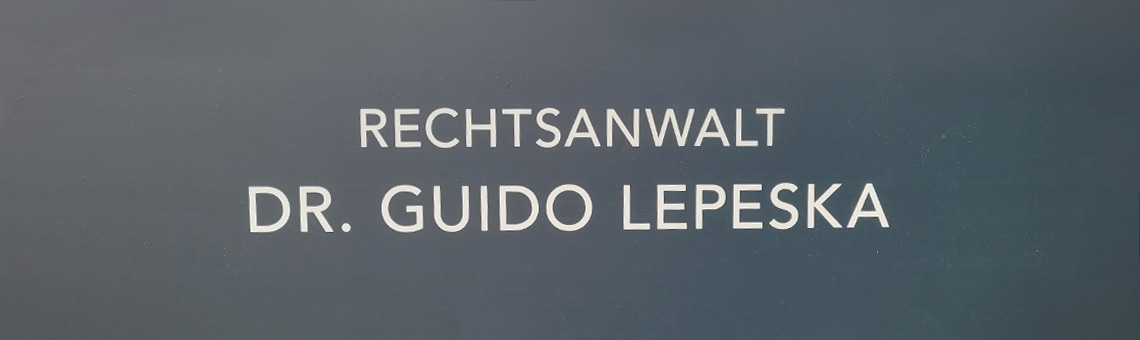 RECHTSANWALT
DR. GUIDO LEPESKA